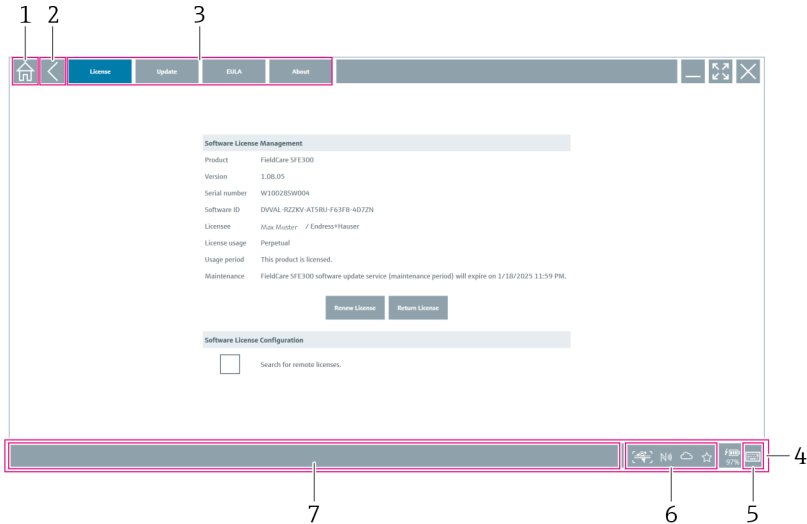 1 2 3
License Update EULA About
Software License Management
Product FieldCare SFE300
Version 1.08.05
Serial number W10028SW004
Software ID DVVAL-RZZKV-AT5RU-F63FB-4D7ZN
Licensee Max Muster / Endress+Hauser
License usage Perpetual
Usage period This product is licensed.
Maintenance FieldCare SFE300 software update service (maintenance period) will expire on 1/18/2025 11:59 PM.
Renew License Return License
Software License Configuration
Search for remote licenses.
97%
4
7 6 5